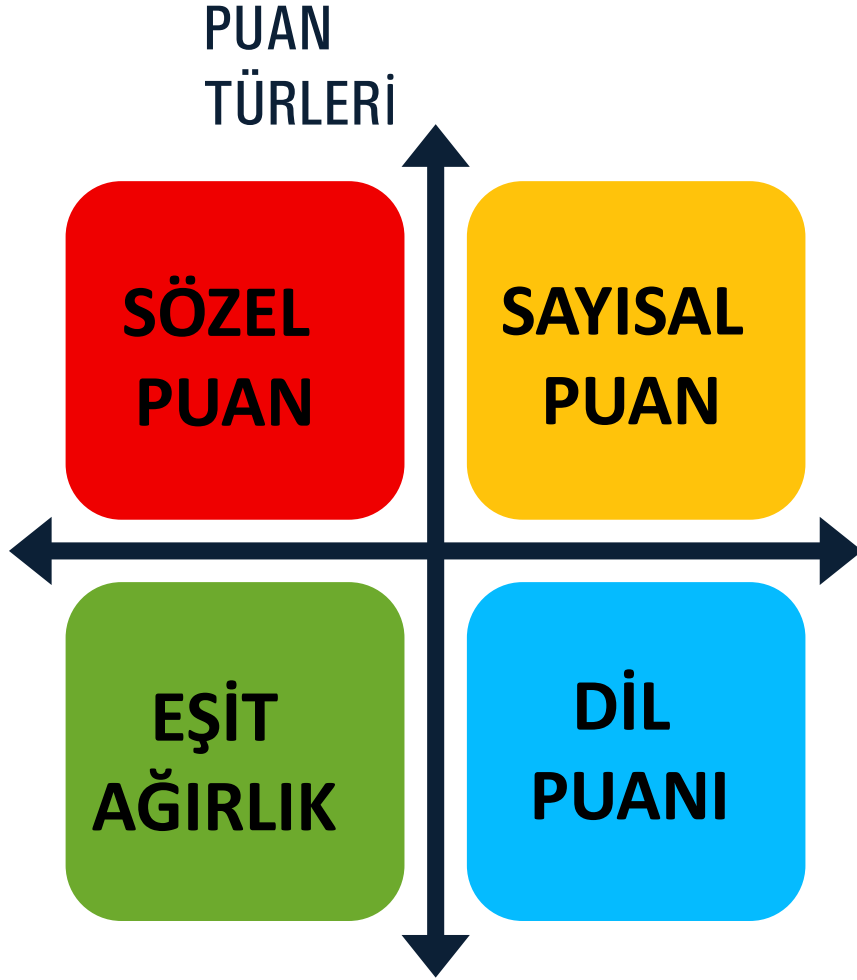 PUAN
TÜRLERİ
SÖZEL
PUAN
SAYISAL
PUAN
EŞİT
AĞIRLIK
DİL
PUANI